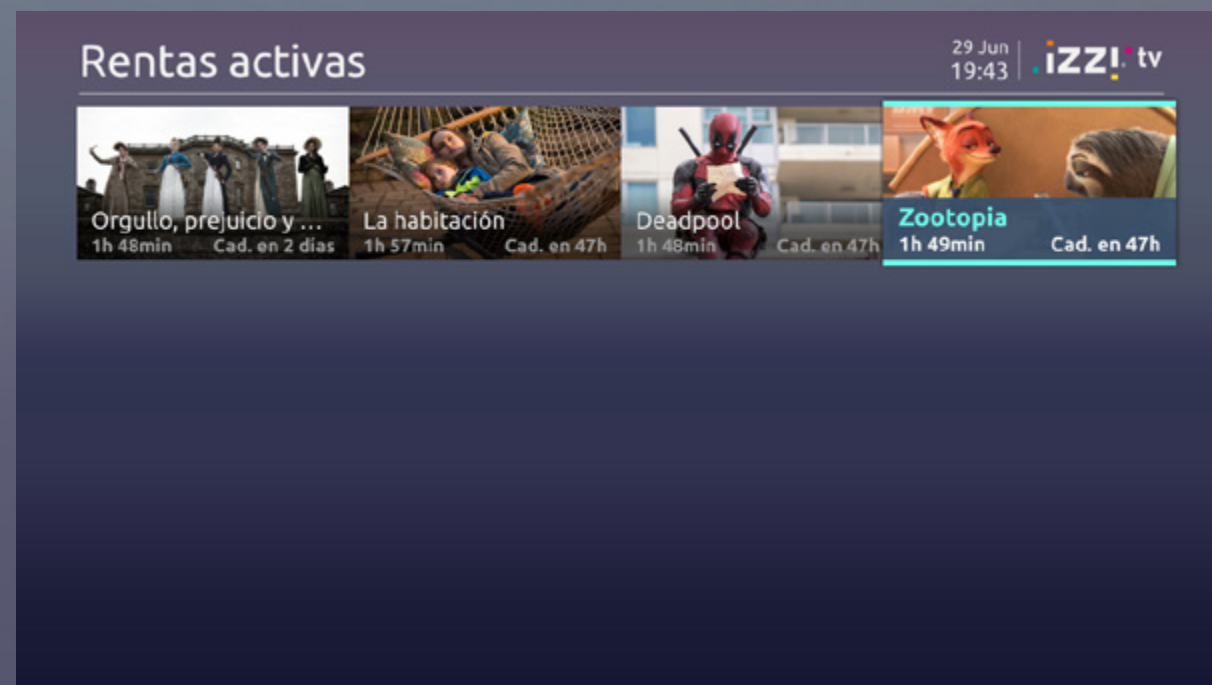 Rentas activas
29 Jun
19:43
izzi tv
Orgullo, prejuicio y ...
1h 48min Cad. en 2 días
La habitación
1h 57min Cad. en 47h
Deadpool
1h 48min Cad. en 47h
Zootopia
1h 49min Cad. en 47h